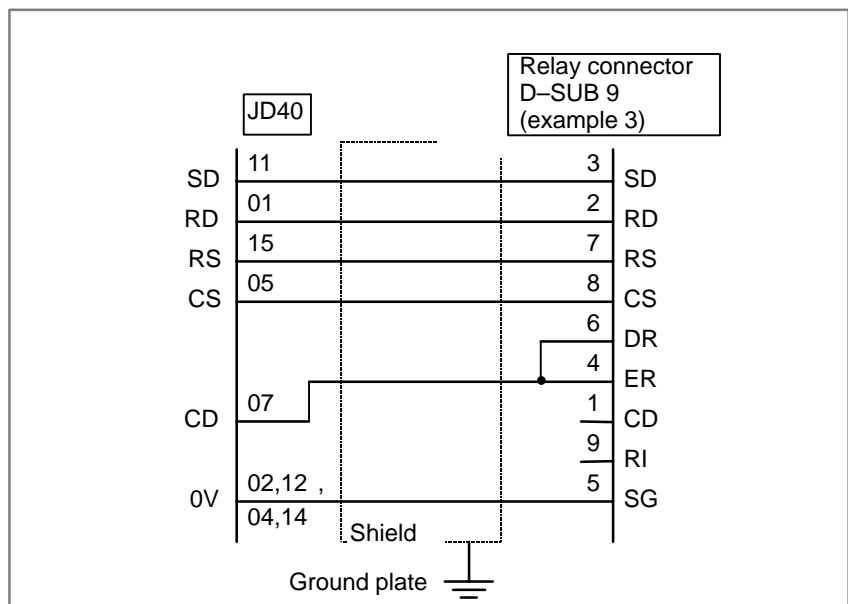 Relay connector
D–SUB 9
(example 3)
JD40
SD 11 3 SD
RD 01 2 RD
RS 15 7 RS
CS 05 8 CS
6 DR
4 ER
CD 07 1 CD
9 RI
0V 02,12 , 5 SG
04,14
Shield
Ground plate